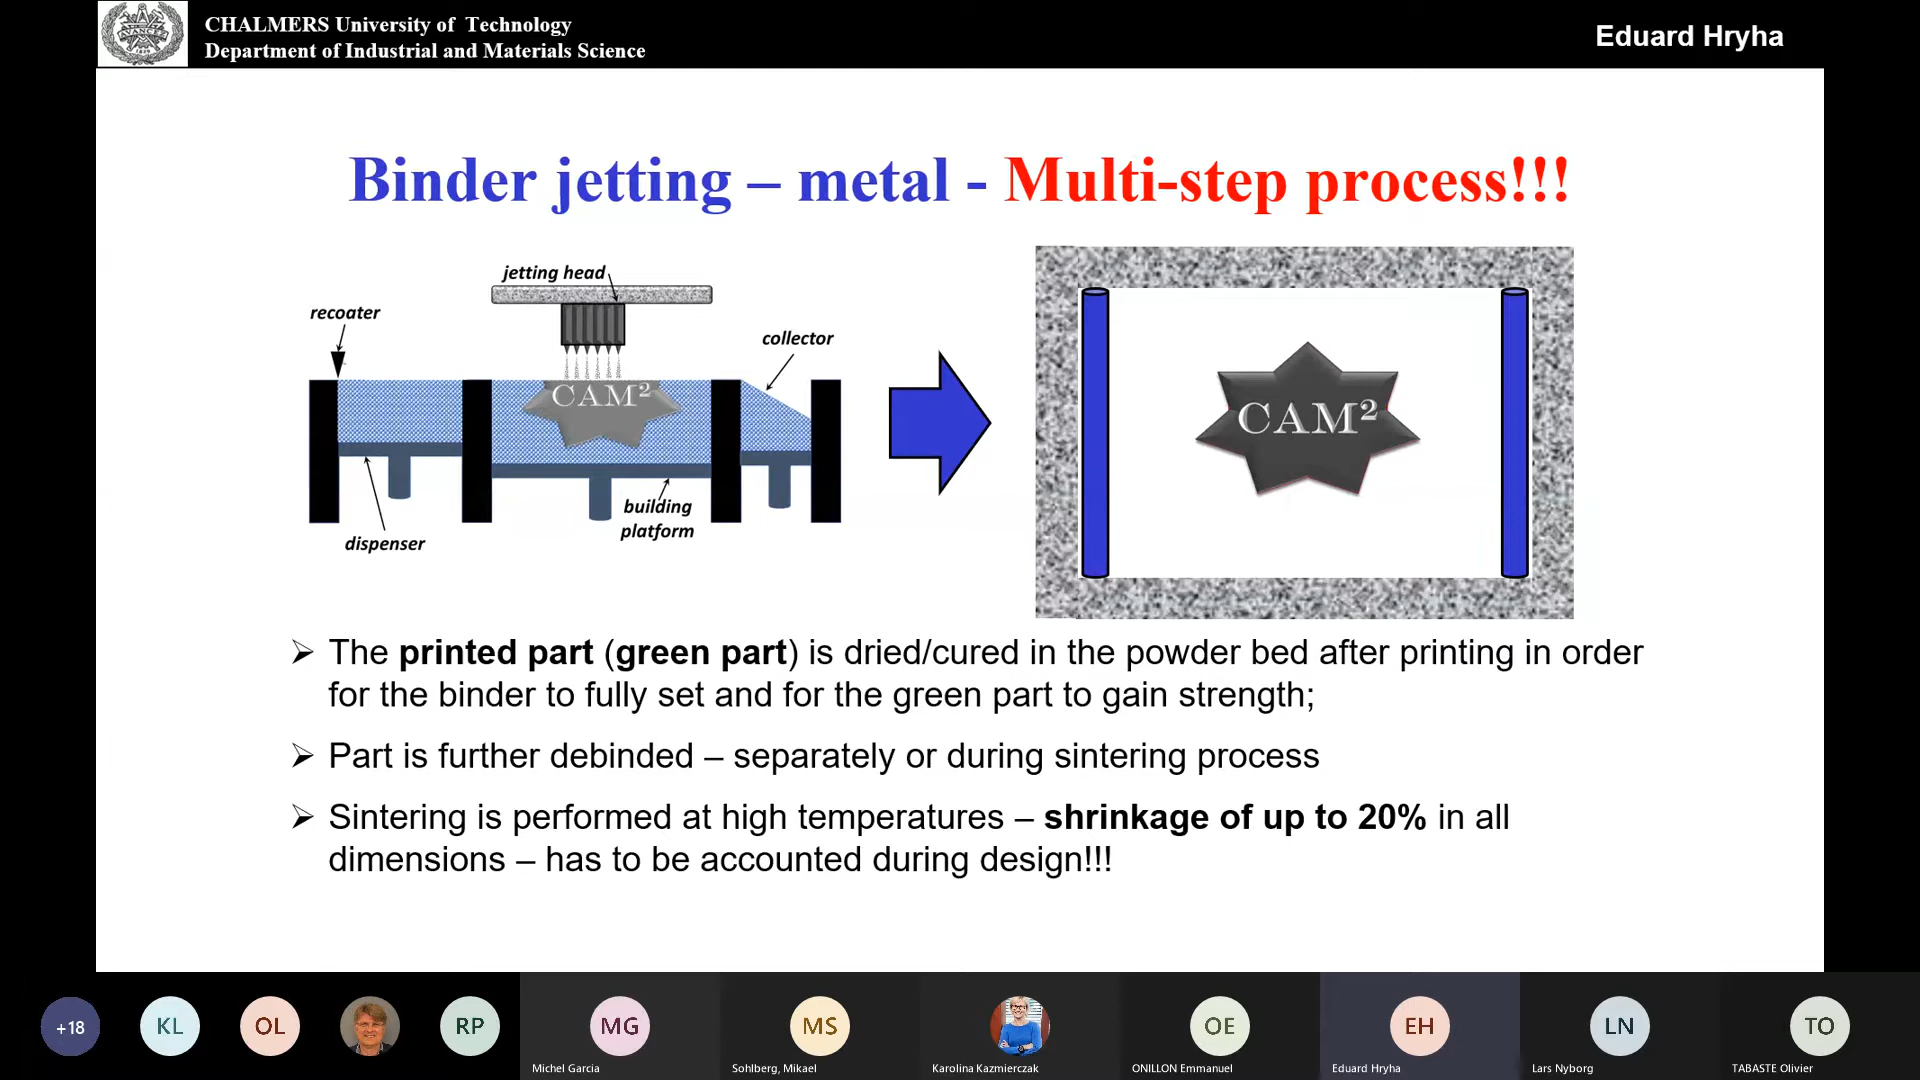 CHALMERS University of Technology
Department of Industrial and Materials Science
Eduard Hryha
Binder jetting – metal - Multi-step process!!!
jetting head
recoater
collector
CAM²
CAM²
building
platform
dispenser
➢ The printed part (green part) is dried/cured in the powder bed after printing in order
for the binder to fully set and for the green part to gain strength;
➢ Part is further debinded – separately or during sintering process
➢ Sintering is performed at high temperatures – shrinkage of up to 20% in all
dimensions – has to be accounted during design!!!
+18
KL
OL
RP
MG
MS
OE
EH
LN
TO
Michel Garcia
Sohlberg, Mikael
Karolina Kazmierczak
ONILLON Emmanuel
Eduard Hryha
Lars Nyborg
TABASTE Olivier